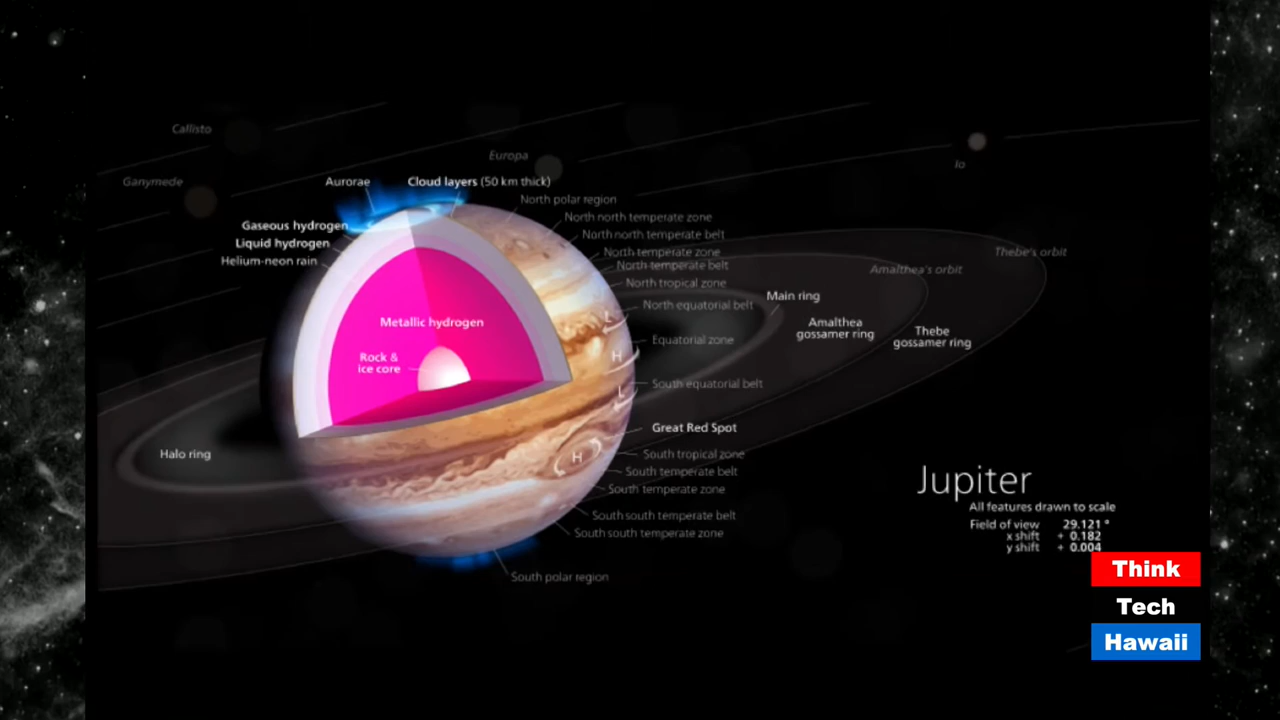 Callisto
Europa
Io
Ganymede
Aurorae
Cloud layers (50 km thick)
North polar region
North north temperate zone
Gaseous hydrogen
North north temperate belt
Liquid hydrogen
North temperate zone
Thebe's orbit
Helium-neon rain
North temperate belt
Amalthea's orbit
North tropical zone
Main ring
North equatorial belt
L
Metallic hydrogen
Amalthea
gossamer ring
Thebe
gossamer ring
Equatorial zone
H
Rock &
ice core
South equatorial belt
L
Great Red Spot
Halo ring
South tropical zone
H
South temperate belt
South temperate zone
Jupiter
All features drawn to scale
South south temperate belt
Field of view 29.121 °
South south temperate zone
x shift + 0.182
y shift + 0.004
South polar region
Think
Tech
Hawaii